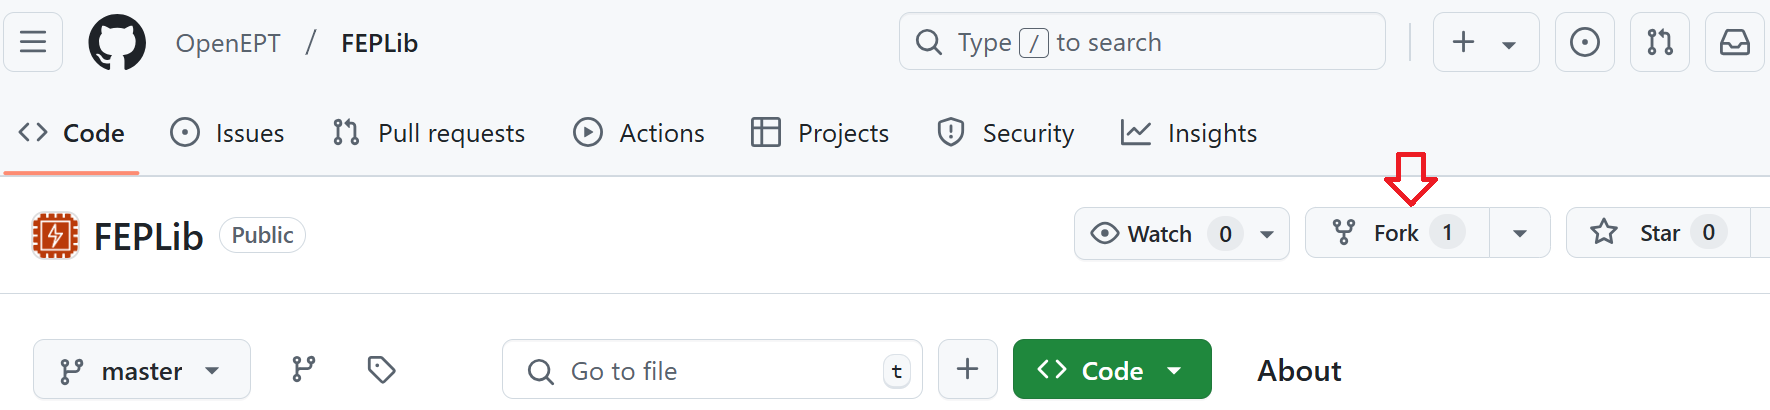 OpenEPT / FEPLib Type / to search
Code Issues Pull requests Actions Projects Security Insights
FEPLib Public Watch 0 Fork 1 Star 0
master Go to file t Code About